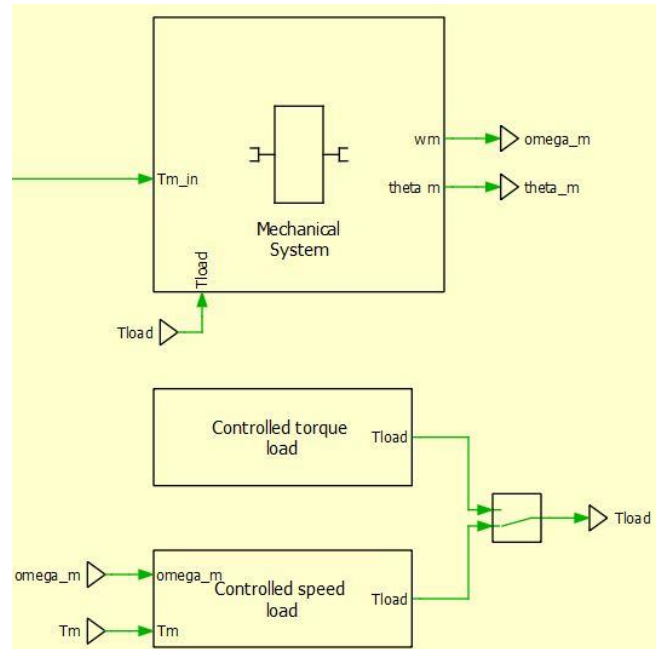 wm
omega_m
Tm_in
theta m
theta_m
Mechanical
System
Tload
Tload
Controlled torque
load
Tload
Tload
omega_m
omega_m
Controlled speed
load
Tload
Tm
Tm